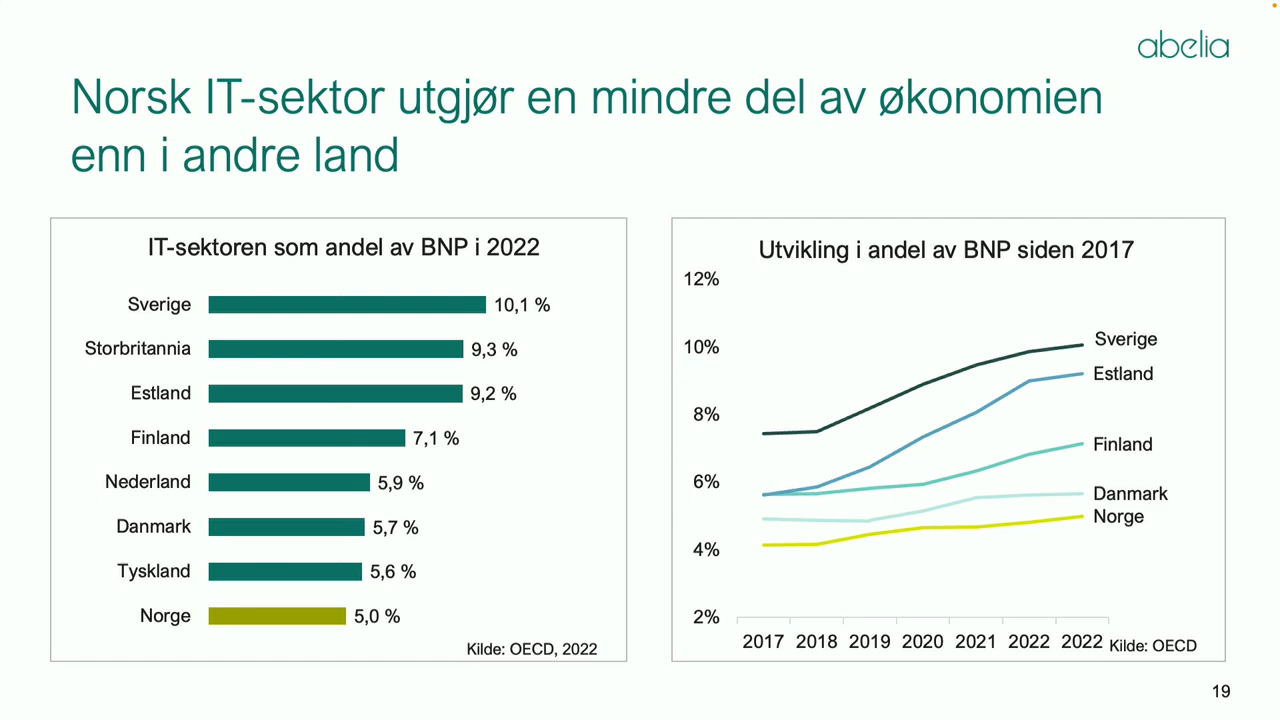 abelia
Norsk IT-sektor utgjør en mindre del av økonomien
enn i andre land
IT-sektoren som andel av BNP i 2022
Sverige 10,1 %
Storbritannia 9,3 %
Estland 9,2 %
Finland 7,1 %
Nederland 5,9 %
Danmark 5,7 %
Tyskland 5,6 %
Norge 5,0 %
Kilde: OECD, 2022
Utvikling i andel av BNP siden 2017
12%
10%
8%
6%
4%
2%
Sverige
Estland
Finland
Danmark
Norge
2017 2018 2019 2020 2021 2022 2022
Kilde: OECD
19